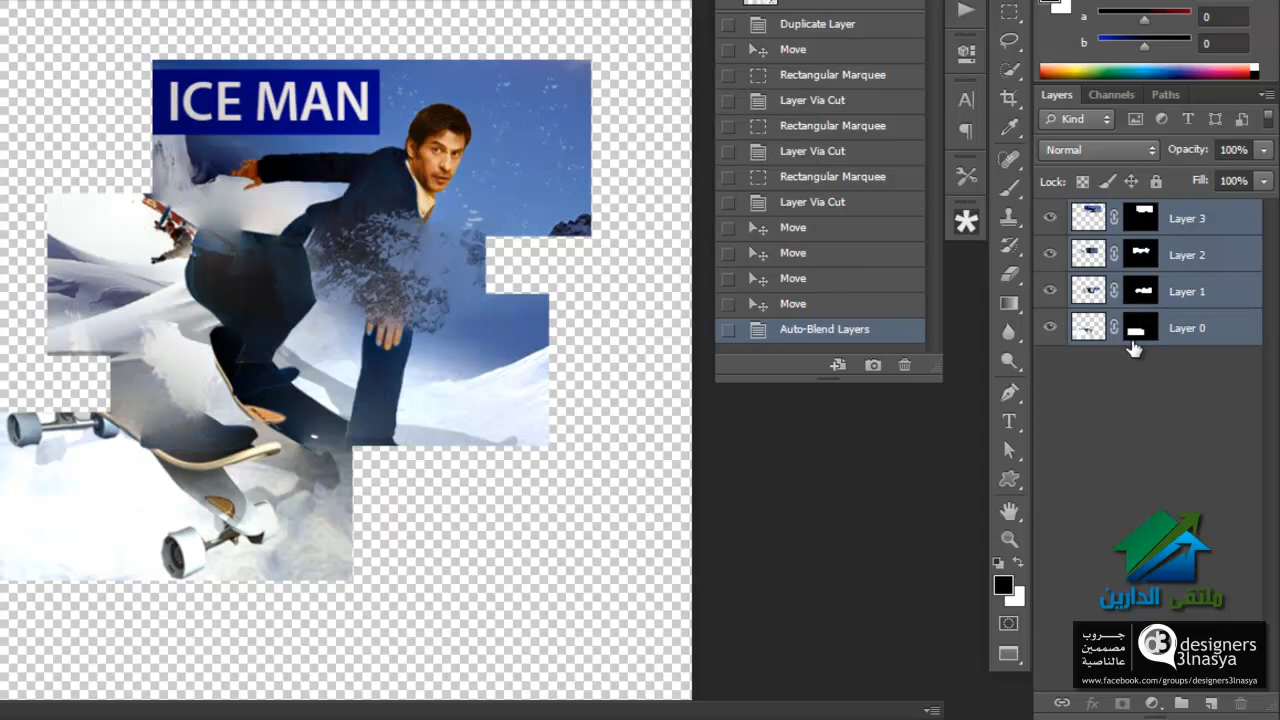 ICE MAN
Duplicate Layer
Move
Rectangular Marquee
Layer Via Cut
Rectangular Marquee
Layer Via Cut
Rectangular Marquee
Layer Via Cut
Move
Move
Move
Move
Auto-Blend Layers
a 0
b 0
Layers Channels Paths
Kind
Normal Opacity: 100%
Lock: Fill: 100%
Layer 3
Layer 2
Layer 1
Layer 0
ملتقى الدارين
جروب
مصممين
عالناصية
d3 designers
3lnasya
www.facebook.com/groups/designers3lnasya